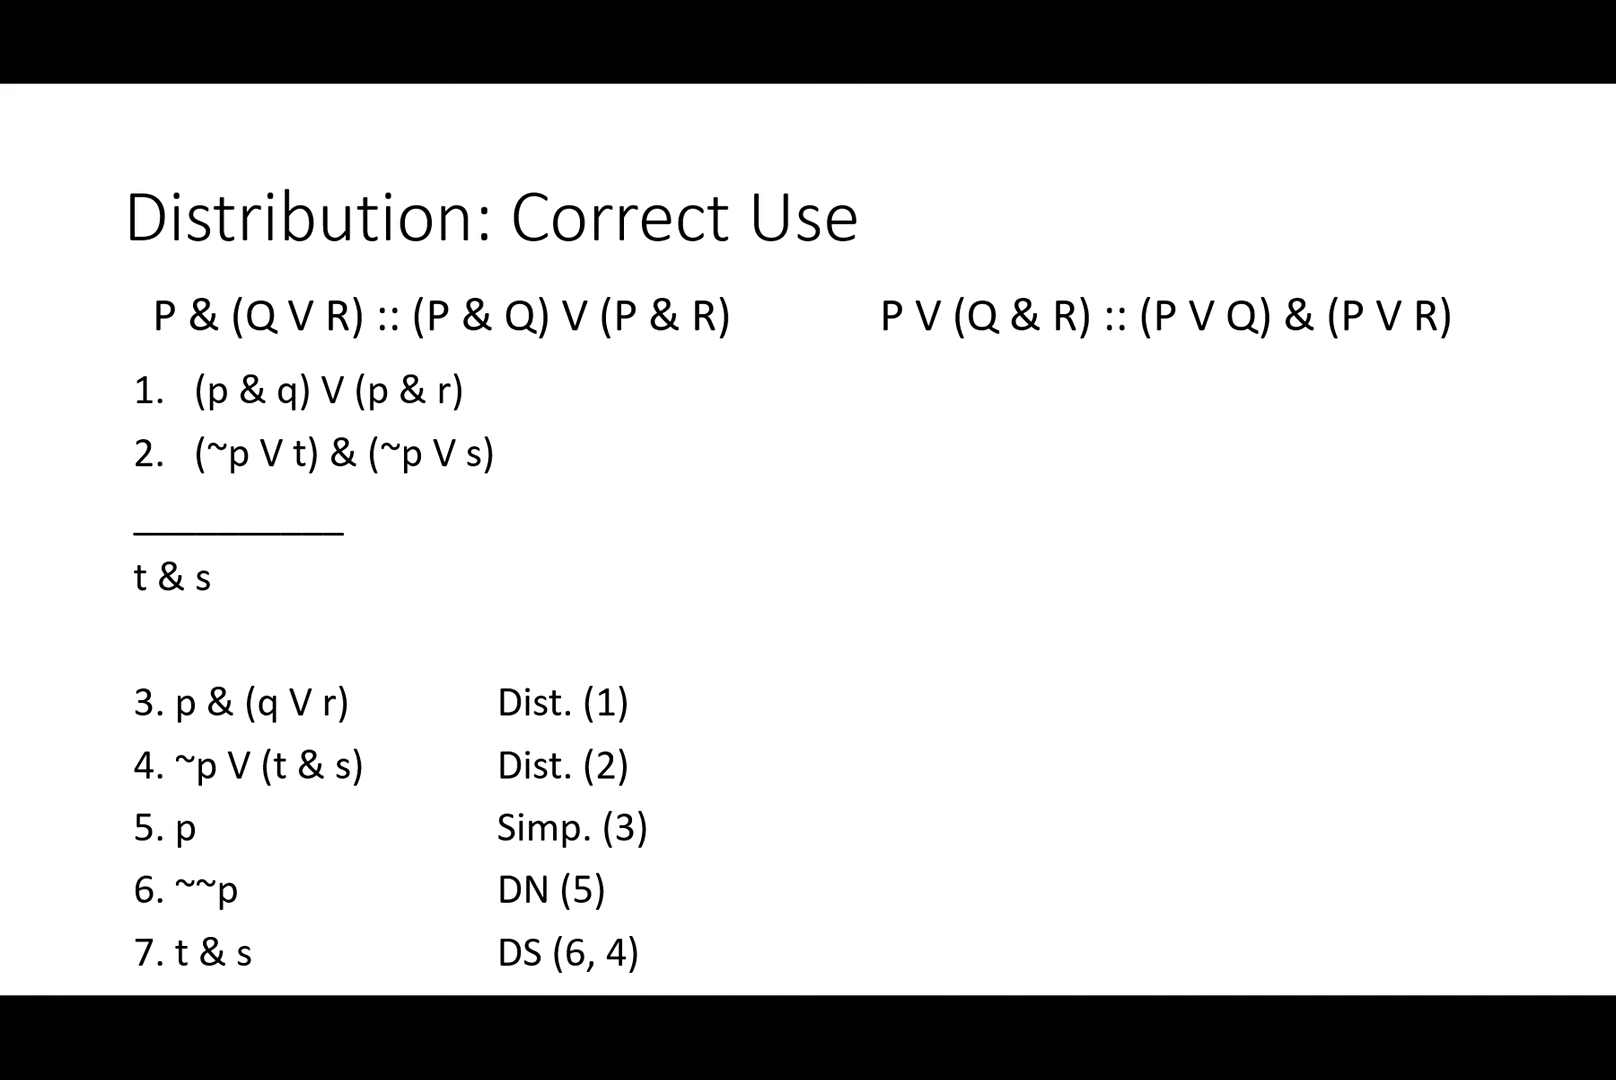 Distribution: Correct Use
P & (Q V R) :: (P & Q) V (P & R) P V (Q & R) :: (P V Q) & (P V R)
1. (p & q) V (p & r)
2. (~p V t) & (~p V s)
__________
t & s
3. p & (q V r) Dist. (1)
4. ~p V (t & s) Dist. (2)
5. p Simp. (3)
6. ~~p DN (5)
7. t & s DS (6, 4)